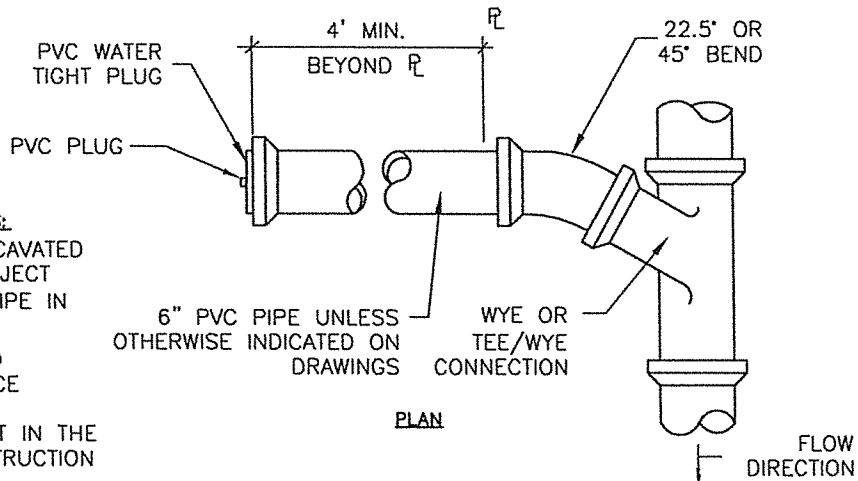 4' MIN.
BEYOND ℄
℄
22.5° OR
45° BEND
PVC WATER
TIGHT PLUG
PVC PLUG
CAVATED
JECT
IPE IN
CE
T IN THE
TRUCTION
6" PVC PIPE UNLESS
OTHERWISE INDICATED ON
DRAWINGS
WYE OR
TEE/WYE
CONNECTION
PLAN
FLOW
DIRECTION